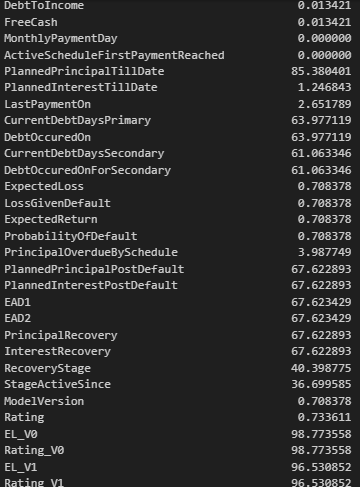 DebtToIncome 0.013421
FreeCash 0.013421
MonthlyPaymentDay 0.000000
ActiveScheduleFirstPaymentReached 0.000000
PlannedPrincipalTillDate 85.380401
PlannedInterestTillDate 1.246843
LastPaymentOn 2.651789
CurrentDebtDaysPrimary 63.977119
DebtOccuredOn 63.977119
CurrentDebtDaysSecondary 61.063346
DebtOccuredOnForSecondary 61.063346
ExpectedLoss 0.708378
LossGivenDefault 0.708378
ExpectedReturn 0.708378
ProbabilityOfDefault 0.708378
PrincipalOverdueBySchedule 3.987749
PlannedPrincipalPostDefault 67.622893
PlannedInterestPostDefault 67.622893
EAD1 67.623429
EAD2 67.623429
PrincipalRecovery 67.622893
InterestRecovery 67.622893
RecoveryStage 40.398775
StageActiveSince 36.699585
ModelVersion 0.708378
Rating 0.733611
EL_V0 98.773558
Rating_V0 98.773558
EL_V1 96.530852
Rating_V1 96.530852